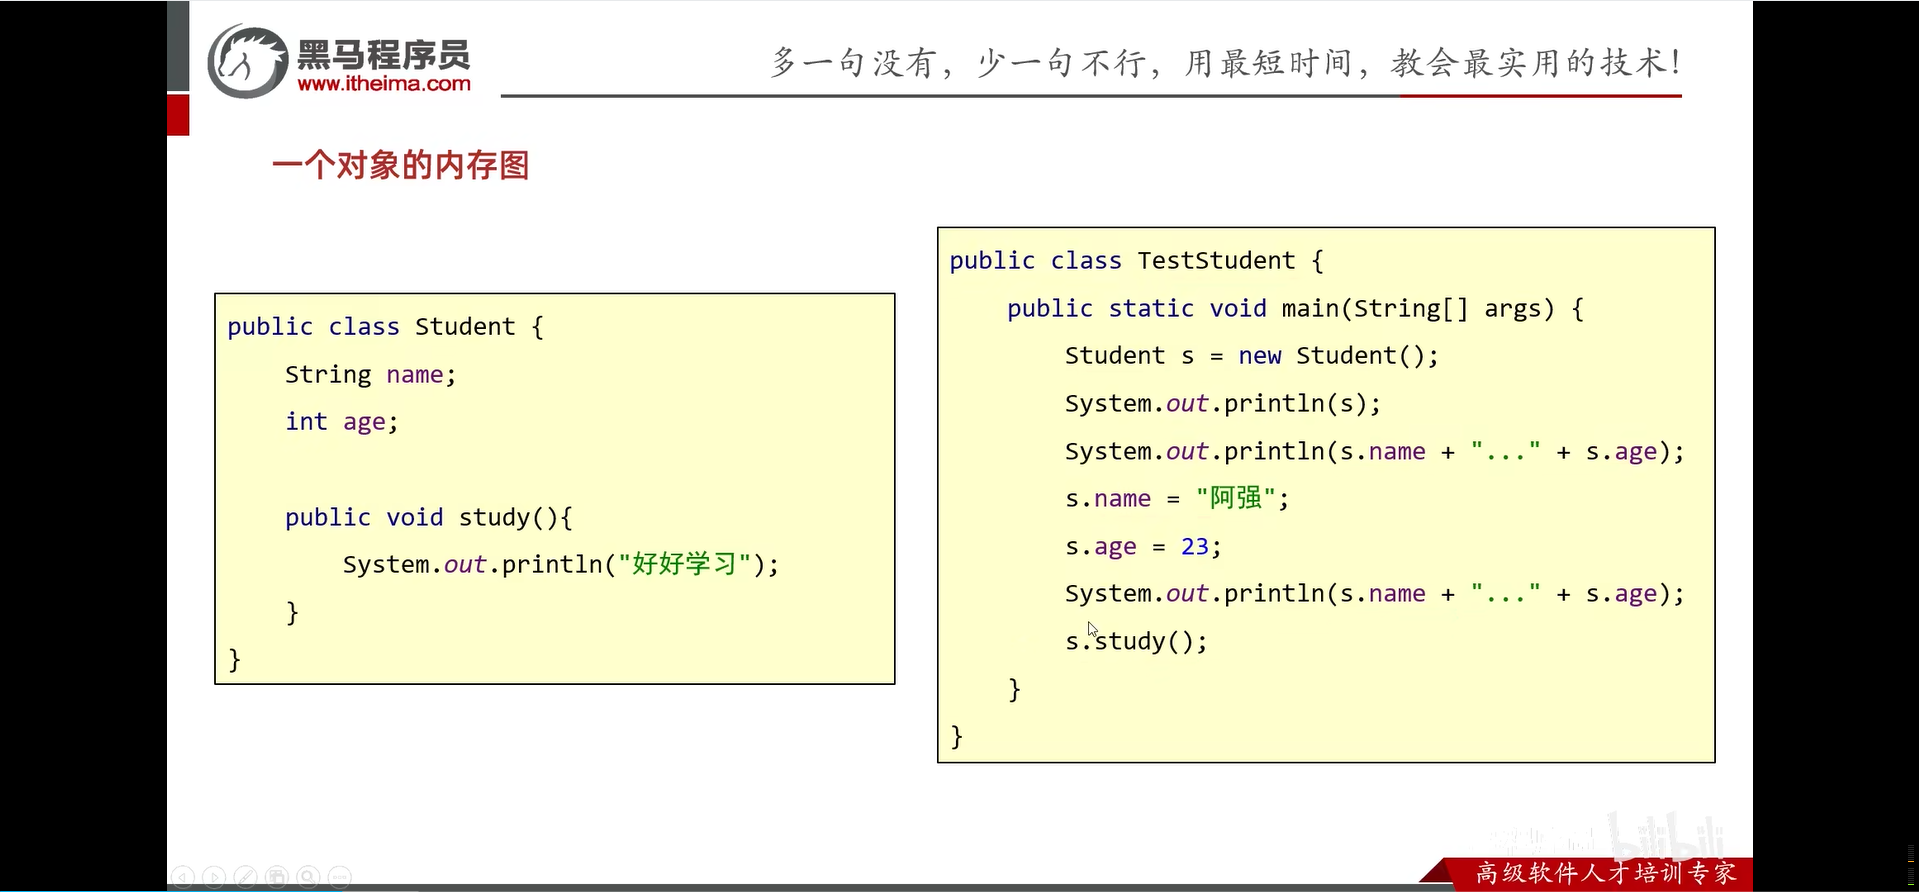 黑马程序员
www.itheima.com
多一句没有，少一句不行，用最短时间，教会最实用的技术！
一个对象的内存图
public class Student {
String name;
int age;
public void study(){
System.out.println("好好学习");
}
}
public class TestStudent {
public static void main(String[] args) {
Student s = new Student();
System.out.println(s);
System.out.println(s.name + "..." + s.age);
s.name = "阿强";
s.age = 23;
System.out.println(s.name + "..." + s.age);
s.study();
}
}
bilibili
高级软件人才培训专家